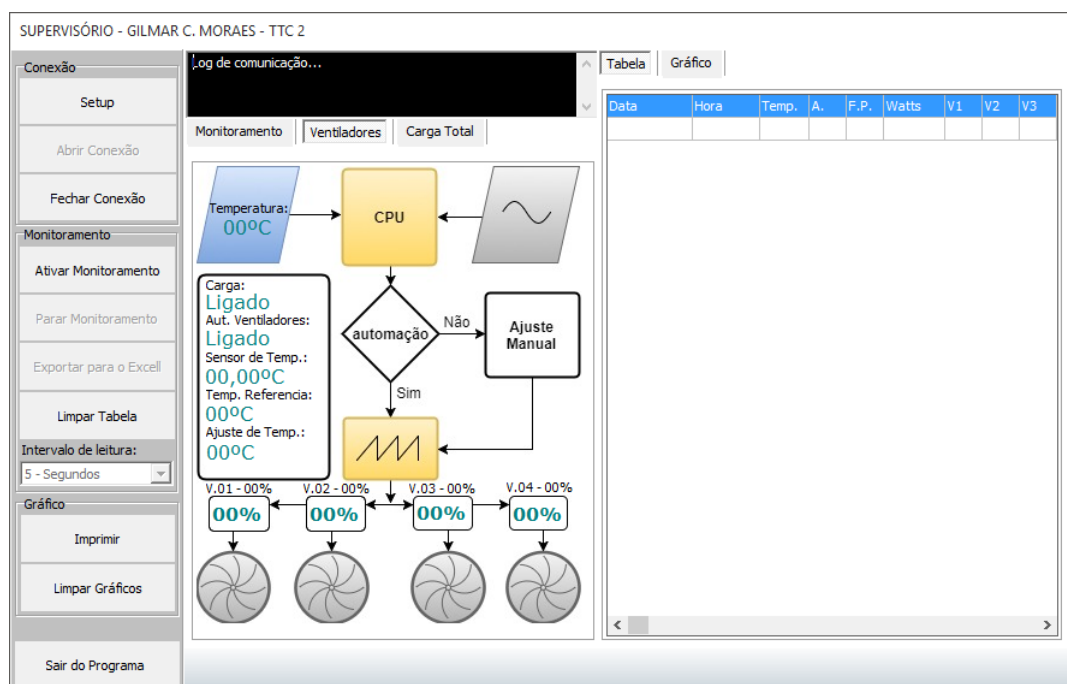 SUPERVISÓRIO - GILMAR C. MORAES - TTC 2
Conexão
Setup
Abrir Conexão
Fechar Conexão
Monitoramento
Ativar Monitoramento
Parar Monitoramento
Exportar para o Excell
Limpar Tabela
Intervalo de leitura:
5 - Segundos
Gráfico
Imprimir
Limpar Gráficos
Sair do Programa
Log de comunicação...
Monitoramento
Ventiladores
Carga Total
Temperatura:
00ºC
CPU
Carga:
Ligado
Aut. Ventiladores:
Ligado
Sensor de Temp.:
00,00ºC
Temp. Referencia:
00ºC
Ajuste de Temp.:
00ºC
automação
Não
Ajuste
Manual
Sim
V.01 - 00%
V.02 - 00%
V.03 - 00%
V.04 - 00%
00%
00%
00%
00%
Tabela
Gráfico
Data Hora Temp. A. F.P. Watts V1 V2 V3